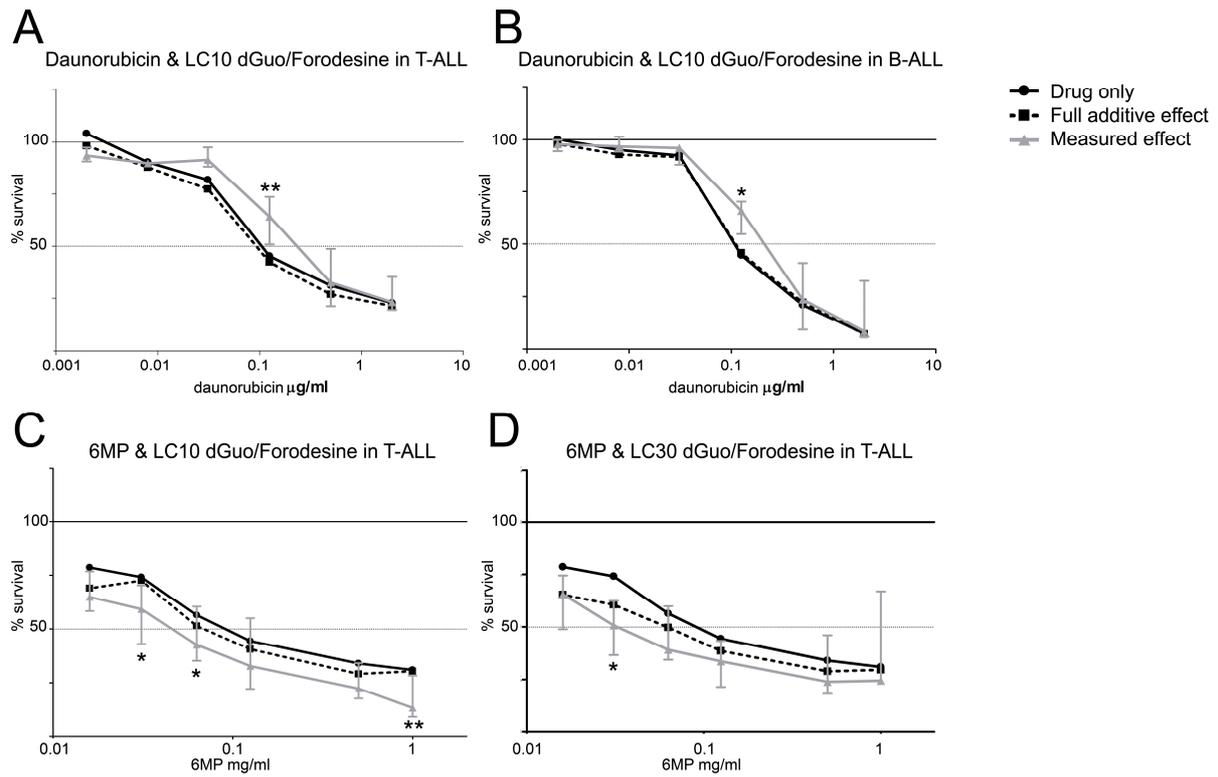 A
Daunorubicin & LC10 dGuo/Forodesine in T-ALL
100
50
% survival
**
0.001
0.01
0.1
1
10
daunorubicin µg/ml
B
Daunorubicin & LC10 dGuo/Forodesine in B-ALL
100
50
% survival
*
0.001
0.01
0.1
1
10
daunorubicin µg/ml
Drug only
Full additive effect
Measured effect
C
6MP & LC10 dGuo/Forodesine in T-ALL
100
50
% survival
*
*
**
0.01
0.1
1
6MP mg/ml
D
6MP & LC30 dGuo/Forodesine in T-ALL
100
50
% survival
*
0.01
0.1
1
6MP mg/ml